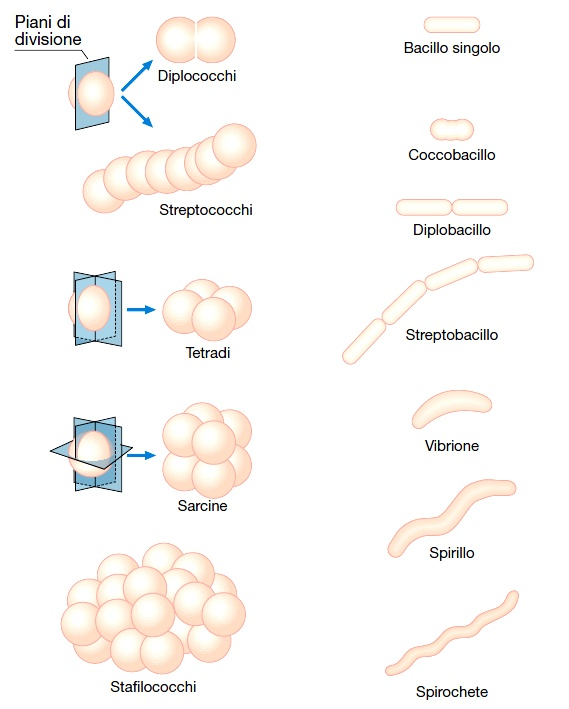 Piani di
divisione
Diplococchi
Streptococchi
Tetradi
Sarcine
Stafilococchi
Bacillo singolo
Coccobacillo
Diplobacillo
Streptobacillo
Vibrione
Spirillo
Spirochete